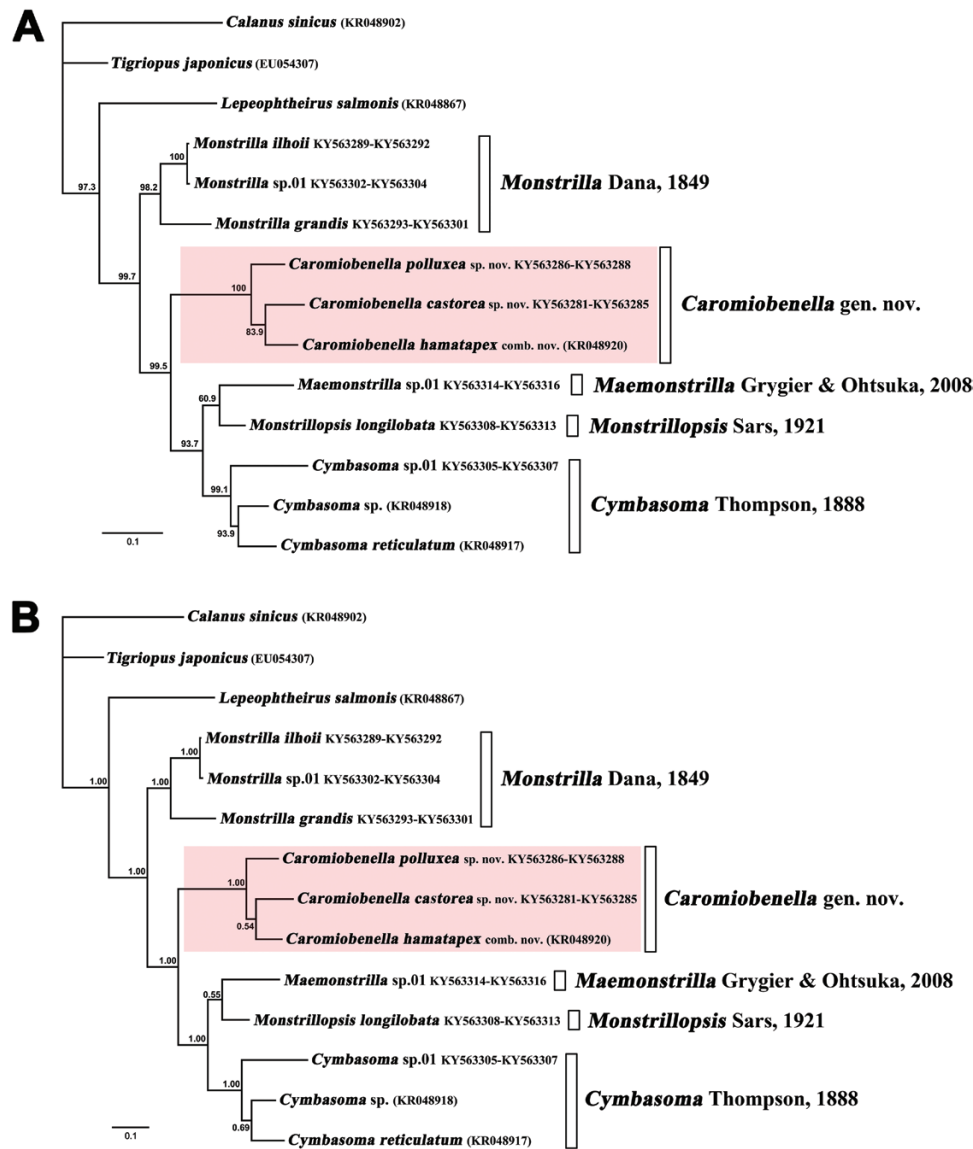 A
Calanus sinicus (KR048902)
Tigriopus japonicus (EU054307)
Lepeophtheirus salmonis (KR048867)
97.3
Monstrilla ilhoii KY563289-KY563292
100
Monstrilla sp.01 KY563302-KY563304
98.2
Monstrilla grandis KY563293-KY563301
Monstrilla Dana, 1849
99.7
Caromiobenella polluxea sp. nov. KY563286-KY563288
100
Caromiobenella castorea sp. nov. KY563281-KY563285
83.9
Caromiobenella hamatapex comb. nov. (KR048920)
Caromiobenella gen. nov.
99.5
Maemonstrilla sp.01 KY563314-KY563316
Maemonstrilla Grygier & Ohtsuka, 2008
60.9
Monstrillopsis longilobata KY563308-KY563313
Monstrillopsis Sars, 1921
93.7
Cymbasoma sp.01 KY563305-KY563307
99.1
Cymbasoma sp. (KR048918)
93.9
Cymbasoma reticulatum (KR048917)
Cymbasoma Thompson, 1888
0.1
B
Calanus sinicus (KR048902)
Tigriopus japonicus (EU054307)
Lepeophtheirus salmonis (KR048867)
1.00
Monstrilla ilhoii KY563289-KY563292
1.00
Monstrilla sp.01 KY563302-KY563304
1.00
Monstrilla grandis KY563293-KY563301
Monstrilla Dana, 1849
1.00
Caromiobenella polluxea sp. nov. KY563286-KY563288
1.00
Caromiobenella castorea sp. nov. KY563281-KY563285
0.54
Caromiobenella hamatapex comb. nov. (KR048920)
Caromiobenella gen. nov.
1.00
Maemonstrilla sp.01 KY563314-KY563316
Maemonstrilla Grygier & Ohtsuka, 2008
0.55
Monstrillopsis longilobata KY563308-KY563313
Monstrillopsis Sars, 1921
1.00
Cymbasoma sp.01 KY563305-KY563307
1.00
Cymbasoma sp. (KR048918)
0.69
Cymbasoma reticulatum (KR048917)
Cymbasoma Thompson, 1888
0.1